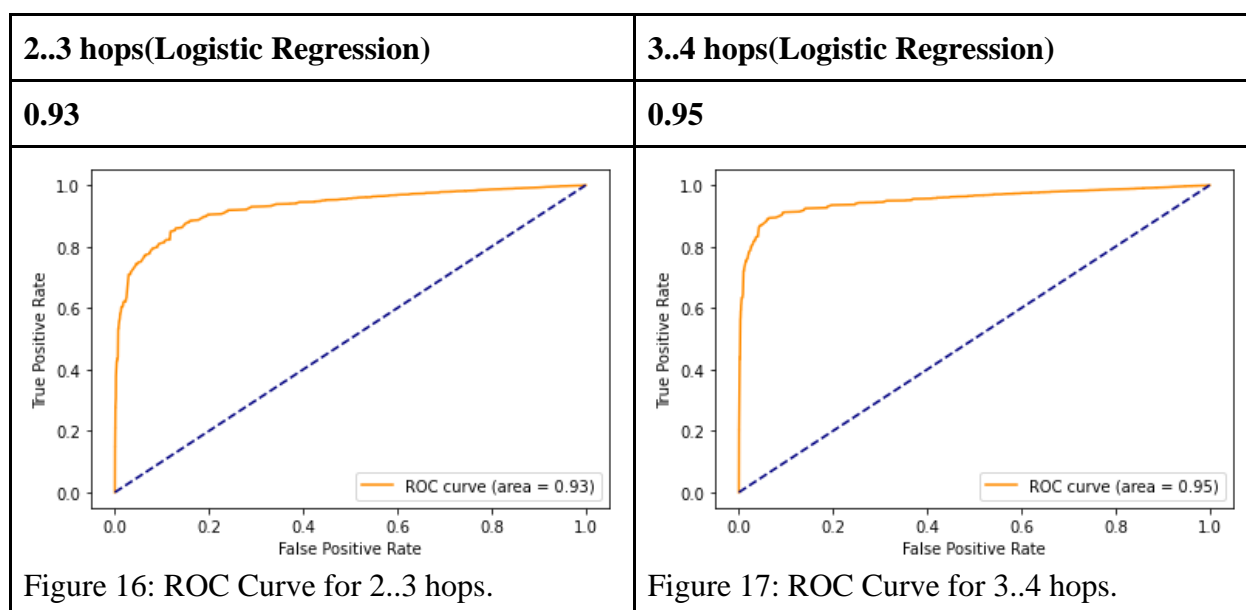 2..3 hops(Logistic Regression)
3..4 hops(Logistic Regression)
0.93
0.95
1.0
0.8
0.6
0.4
0.2
0.0
True Positive Rate
ROC curve (area = 0.93)
0.0 0.2 0.4 0.6 0.8 1.0
False Positive Rate
Figure 16: ROC Curve for 2..3 hops.
1.0
0.8
0.6
0.4
0.2
0.0
True Positive Rate
ROC curve (area = 0.95)
0.0 0.2 0.4 0.6 0.8 1.0
False Positive Rate
Figure 17: ROC Curve for 3..4 hops.